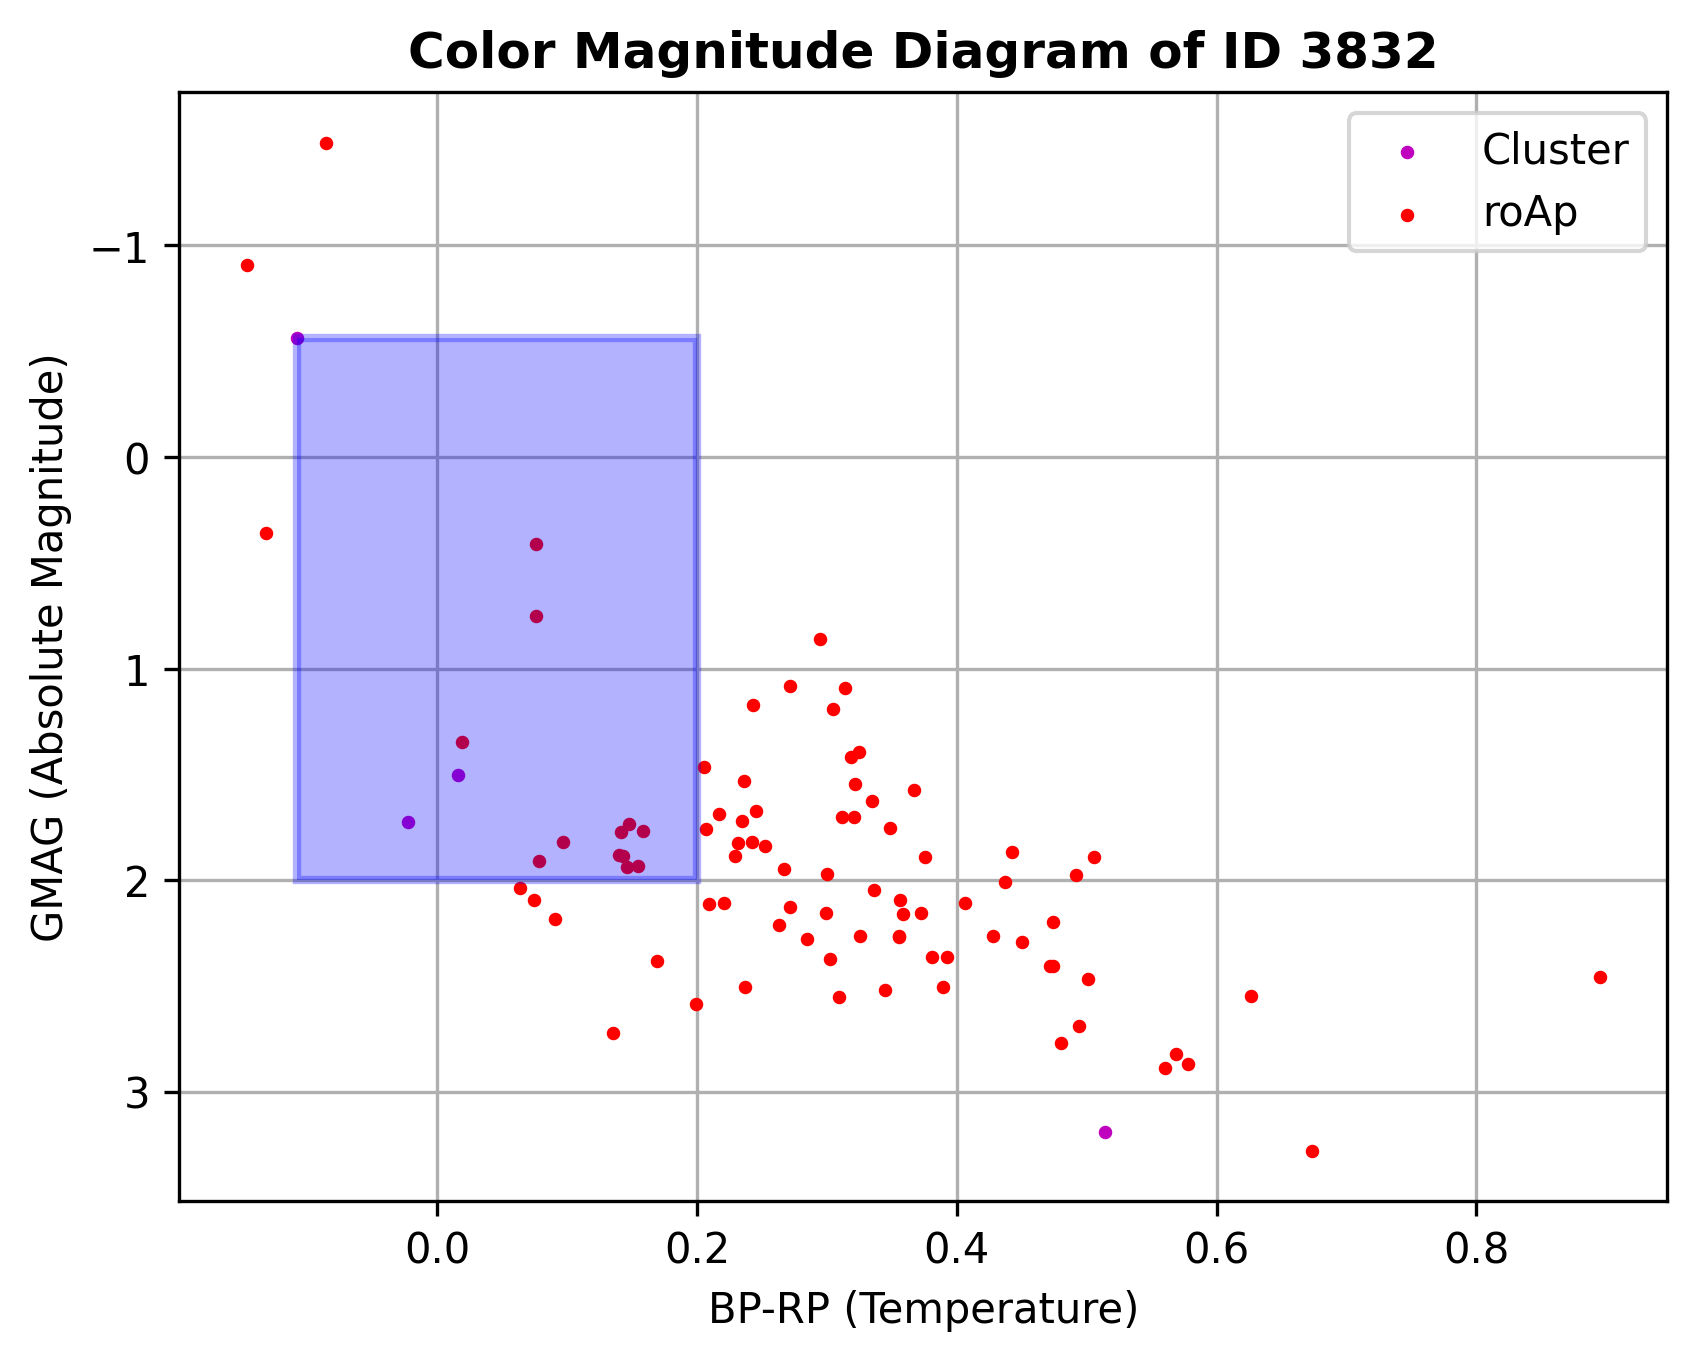 Color Magnitude Diagram of ID 3832
Cluster
roAp
GMAG (Absolute Magnitude)
−1
0
1
2
3
0.0 0.2 0.4 0.6 0.8
BP-RP (Temperature)